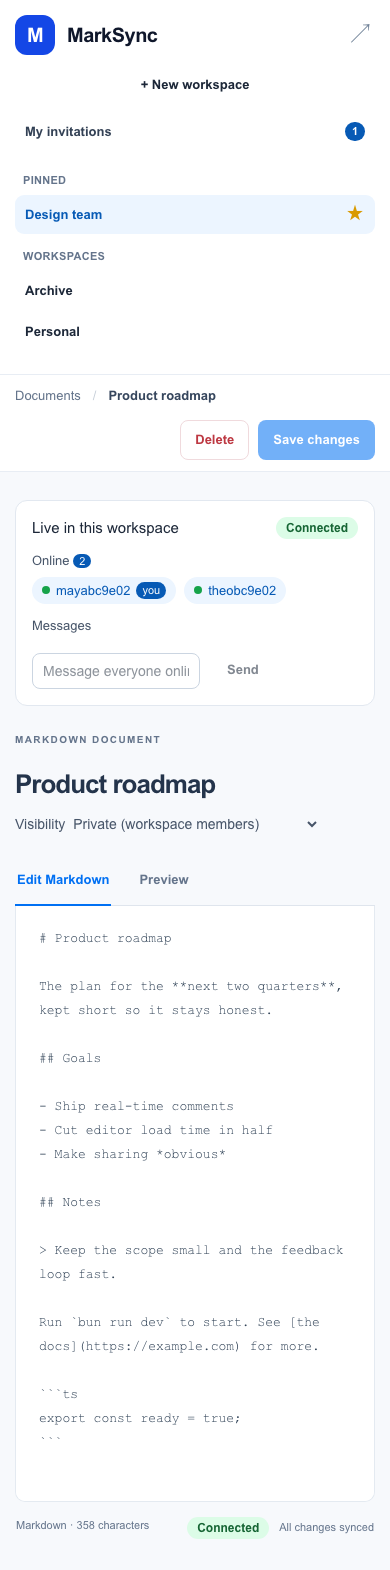 M MarkSync
+ New workspace
My invitations 1
PINNED
Design team
WORKSPACES
Archive
Personal
Documents / Product roadmap
Delete Save changes
Live in this workspace Connected
Online 2
mayabc9e02 you theobc9e02
Messages
Message everyone onli
Send
MARKDOWN DOCUMENT
Product roadmap
Visibility Private (workspace members)
Edit Markdown Preview
# Product roadmap
The plan for the **next two quarters**,
kept short so it stays honest.
## Goals
- Ship real-time comments
- Cut editor load time in half
- Make sharing *obvious*
## Notes
> Keep the scope small and the feedback
loop fast.
Run `bun run dev` to start. See [the
docs](https://example.com) for more.
```ts
export const ready = true;
```
Markdown · 358 characters Connected All changes synced